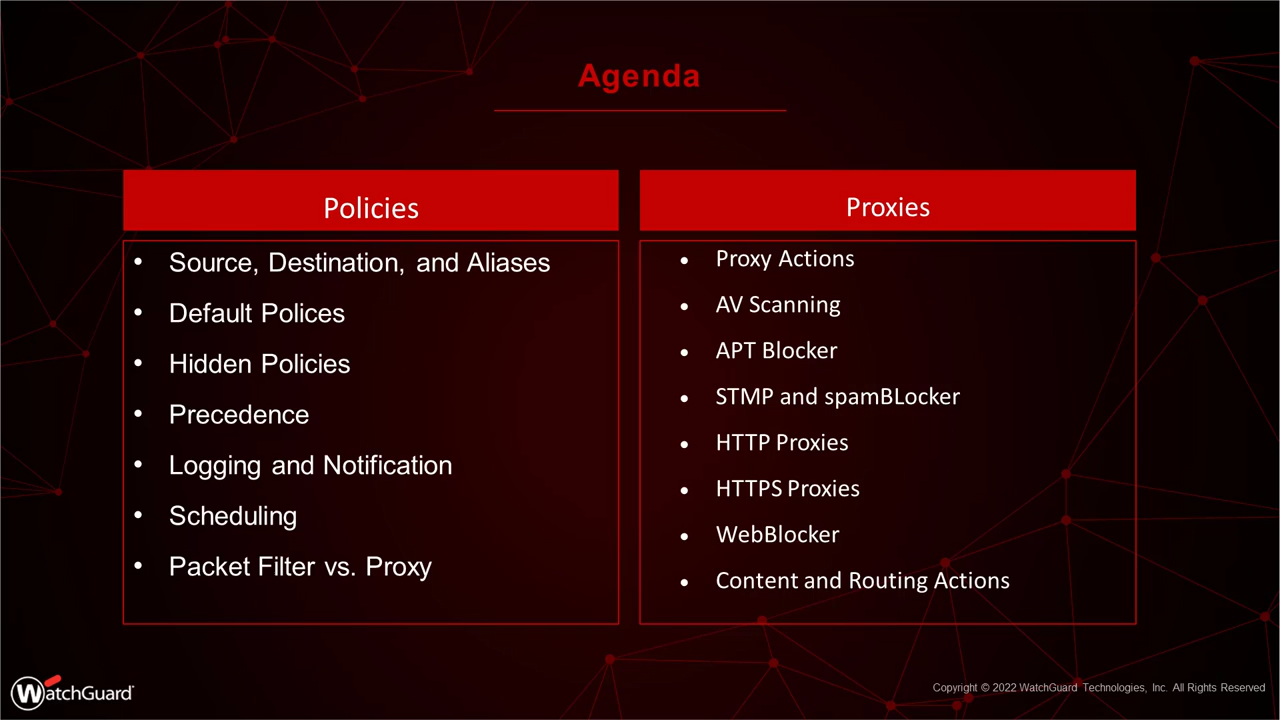 Agenda
Policies
• Source, Destination, and Aliases
• Default Polices
• Hidden Policies
• Precedence
• Logging and Notification
• Scheduling
• Packet Filter vs. Proxy
Proxies
• Proxy Actions
• AV Scanning
• APT Blocker
• STMP and spamBLocker
• HTTP Proxies
• HTTPS Proxies
• WebBlocker
• Content and Routing Actions
WatchGuard
Copyright © 2022 WatchGuard Technologies, Inc. All Rights Reserved